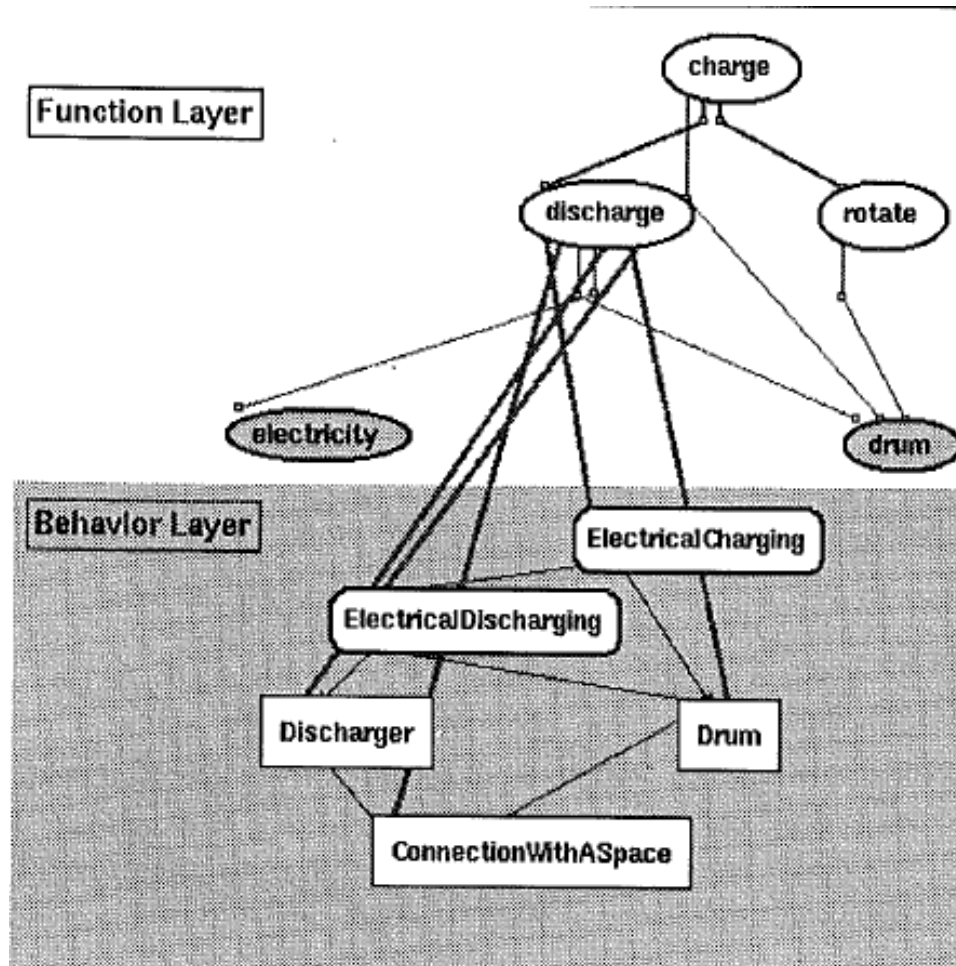 charge
Function Layer
discharge
rotate
electricity
drum
Behavior Layer
ElectricalCharging
ElectricalDischarging
Discharger
Drum
ConnectionWithASpace